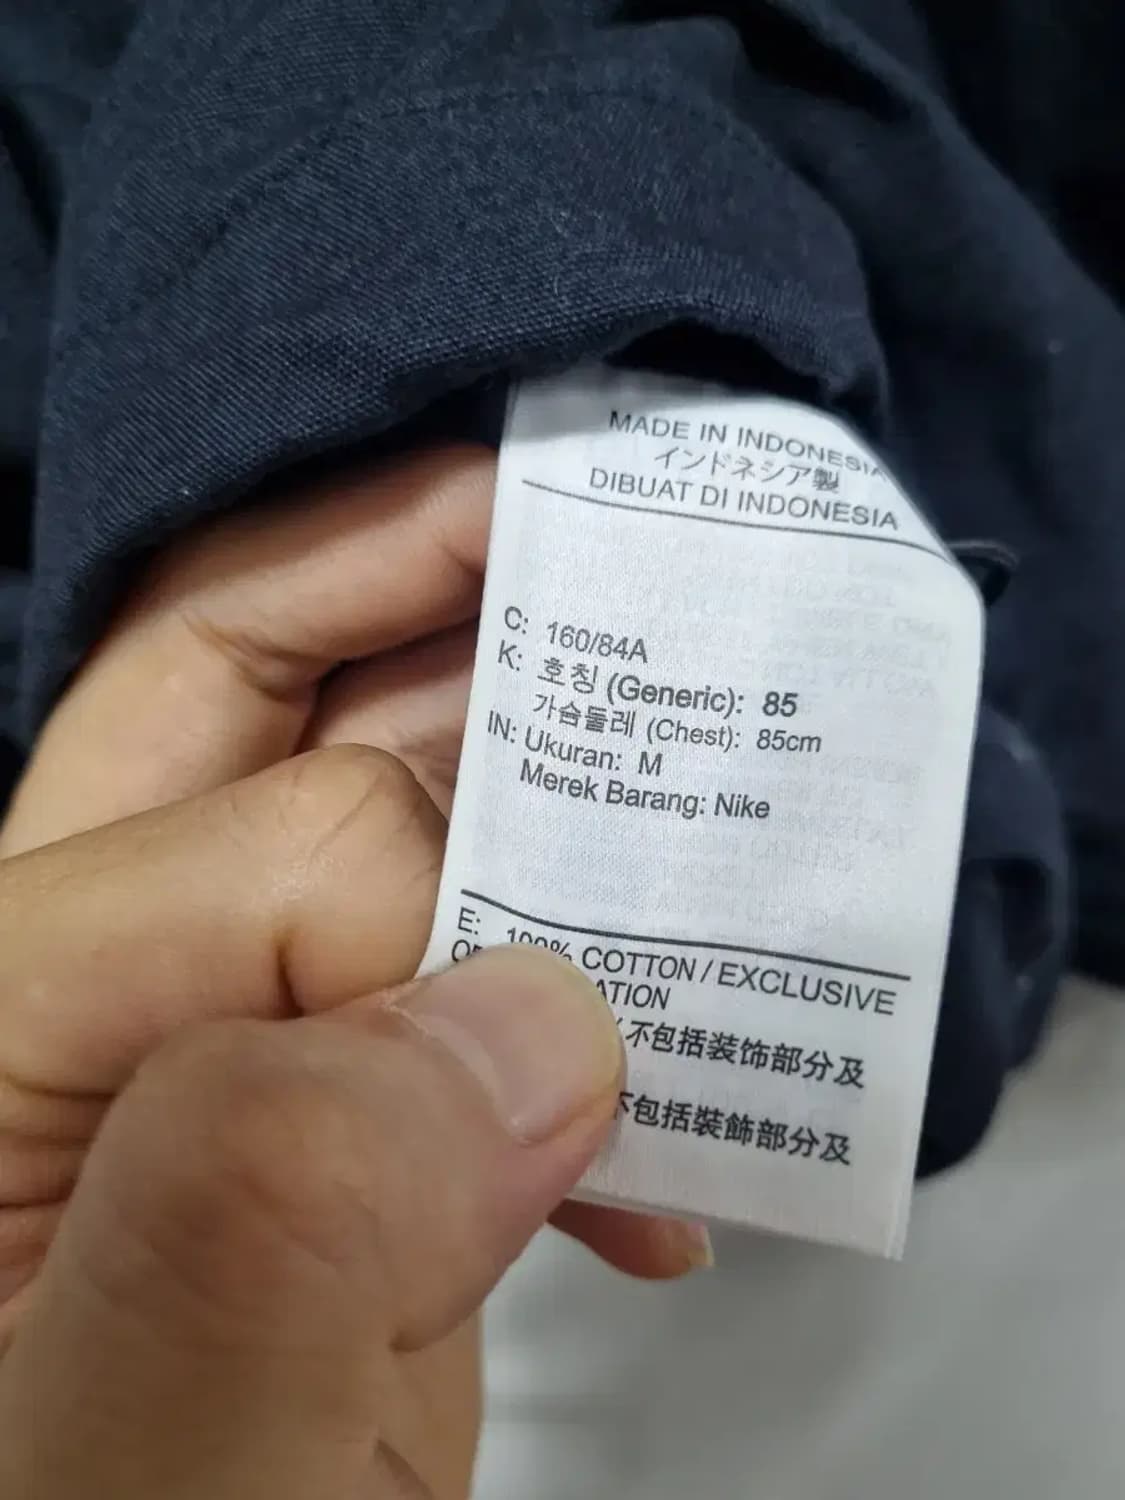 MADE IN INDONESIA
インドネシア製
DIBUAT DI INDONESIA
C: 160/84A
K: 호칭 (Generic): 85
가슴둘레 (Chest): 85cm
IN: Ukuran: M
Merek Barang: Nike
E: 100% COTTON / EXCLUSIVE
不包括装饰部分及
不包括裝飾部分及